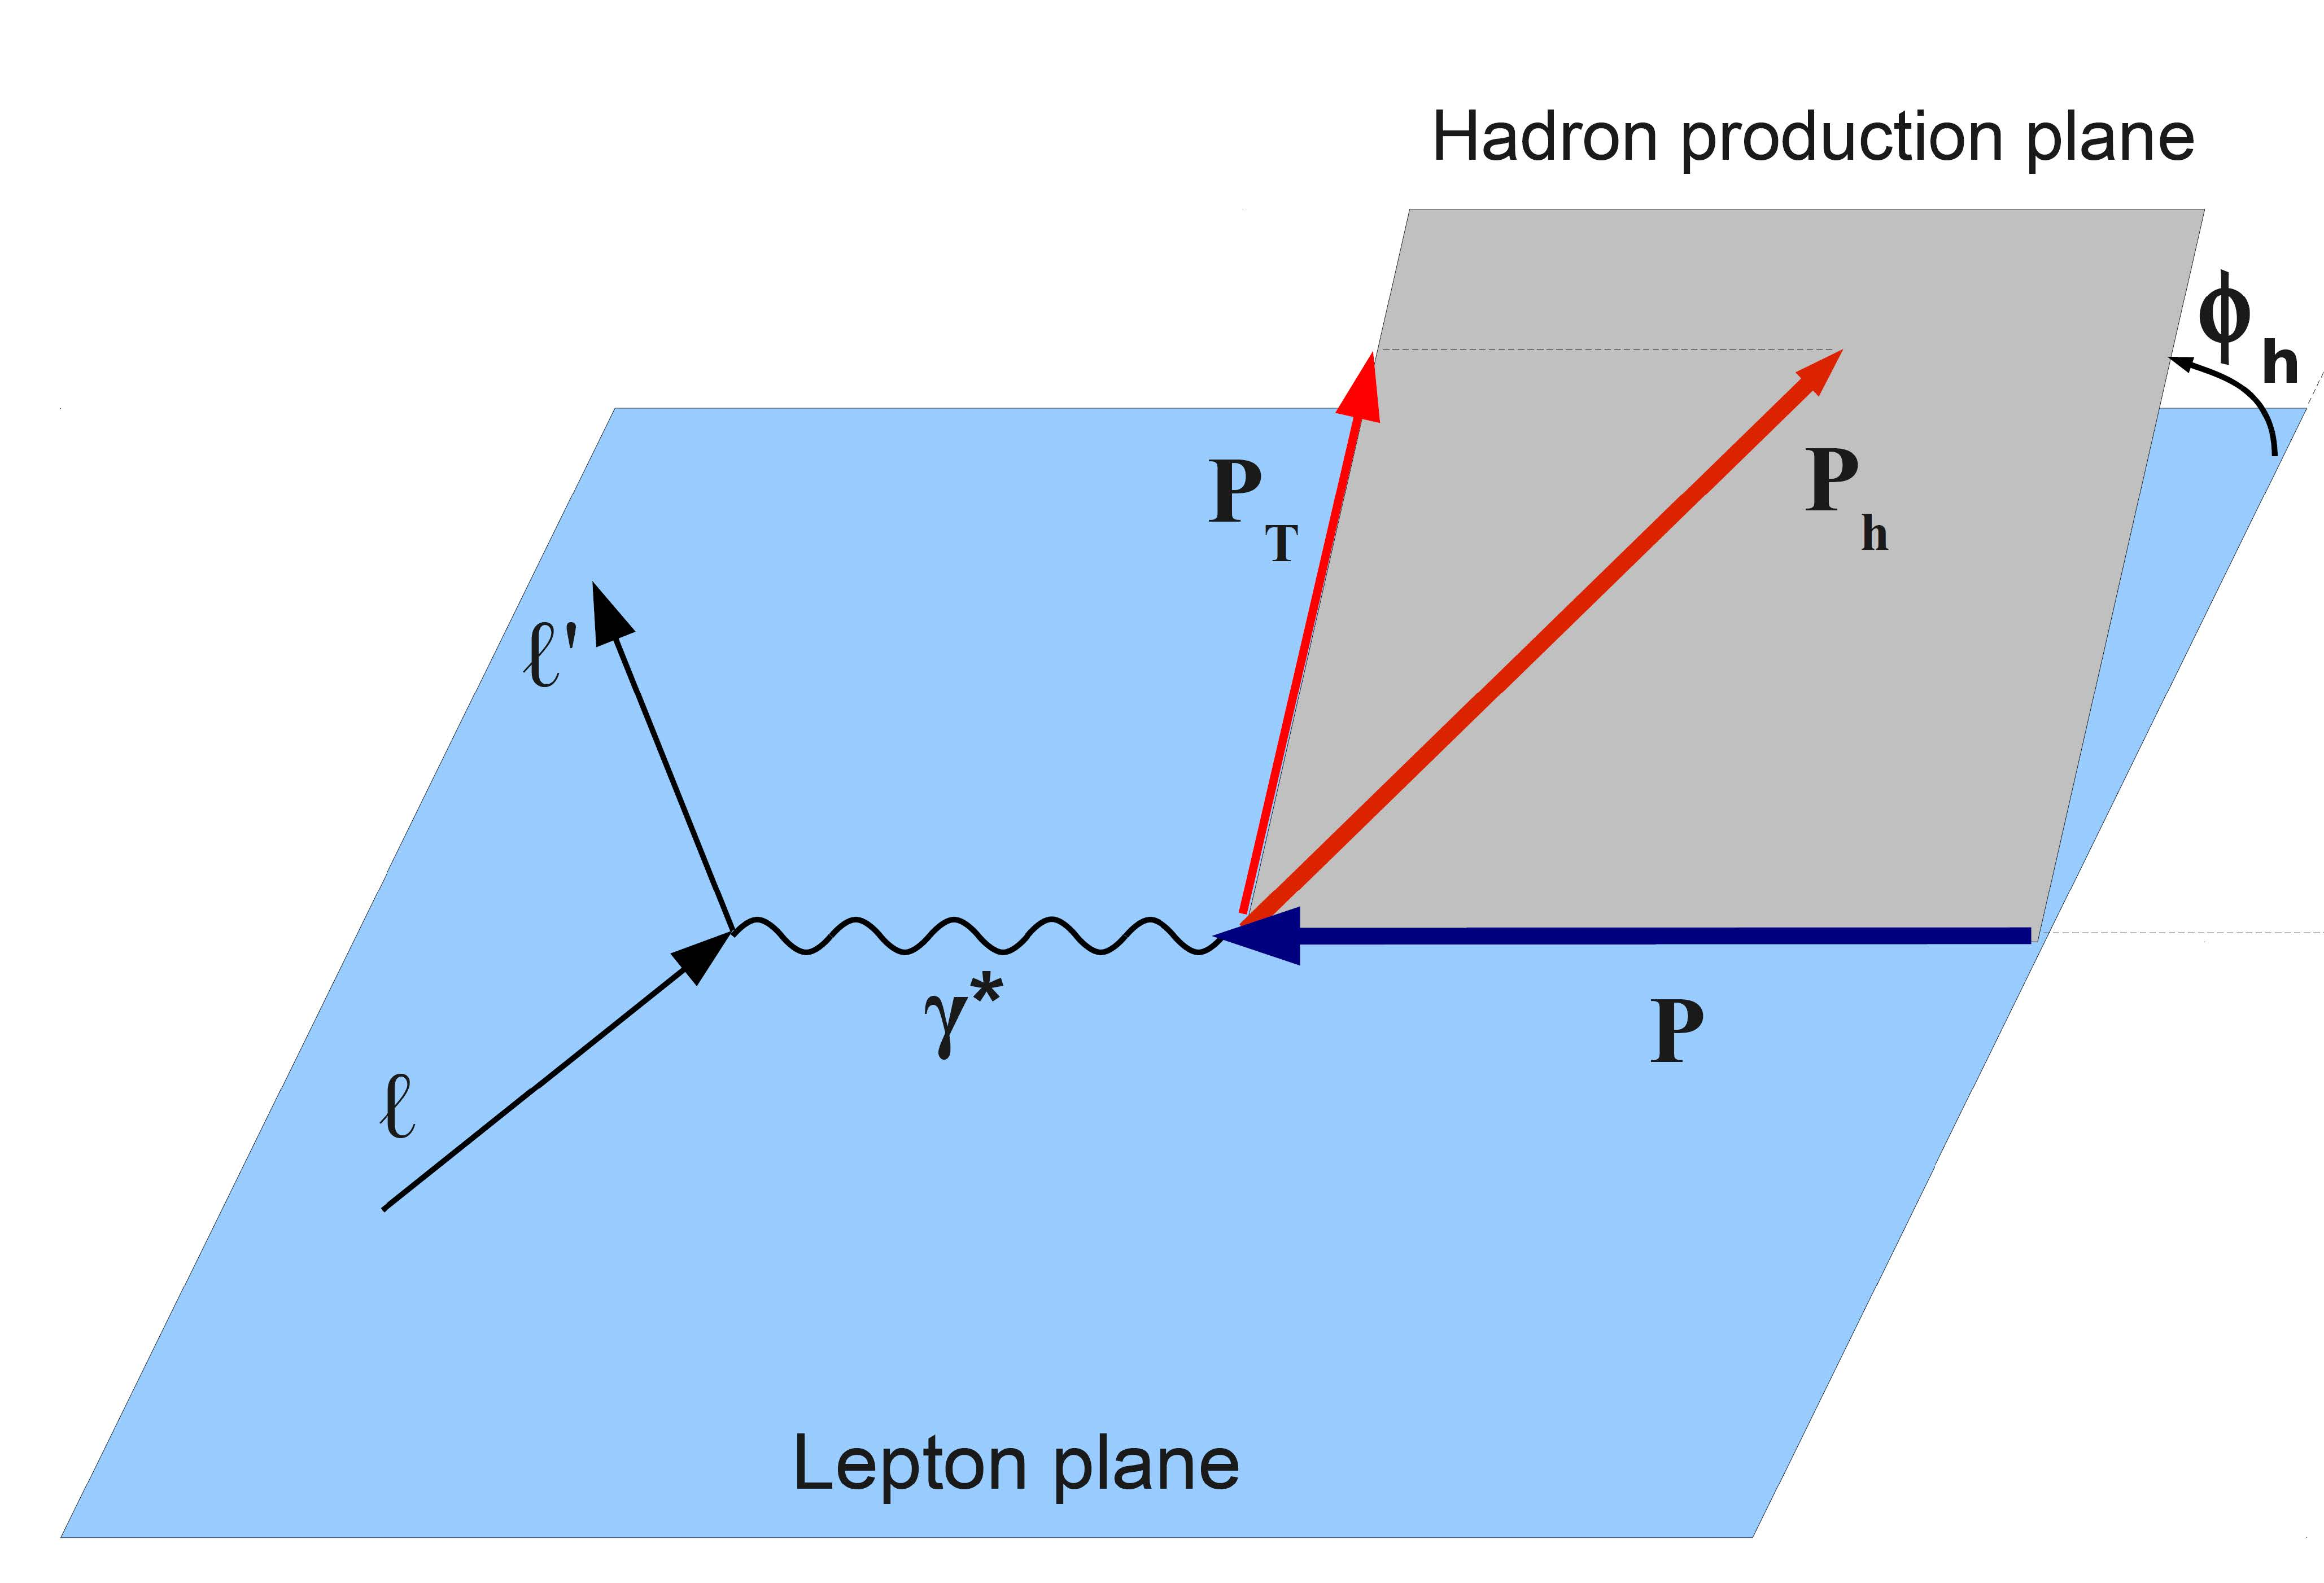 Hadron production plane
ϕh
PT
Ph
ℓ'
γ*
P
ℓ
Lepton plane